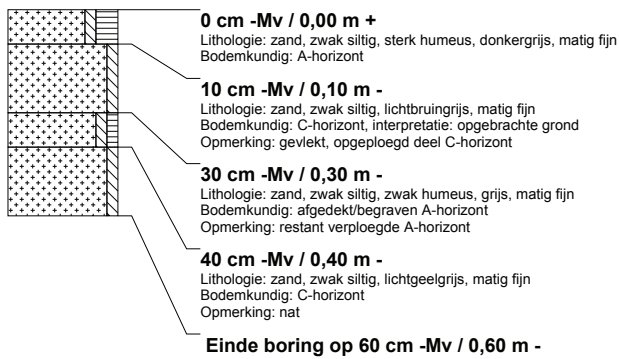 0 cm -Mv / 0,00 m +
Lithologie: zand, zwak siltig, sterk humeus, donkergrijs, matig fijn
Bodemkundig: A-horizont
10 cm -Mv / 0,10 m -
Lithologie: zand, zwak siltig, lichtbruingrijs, matig fijn
Bodemkundig: C-horizont, interpretatie: opgebrachte grond
Opmerking: gevlekt, opgeploegd deel C-horizont
30 cm -Mv / 0,30 m -
Lithologie: zand, zwak siltig, zwak humeus, grijs, matig fijn
Bodemkundig: afgedekt/begraven A-horizont
Opmerking: restant verploegde A-horizont
40 cm -Mv / 0,40 m -
Lithologie: zand, zwak siltig, lichtgeelgrijs, matig fijn
Bodemkundig: C-horizont
Opmerking: nat
Einde boring op 60 cm -Mv / 0,60 m -